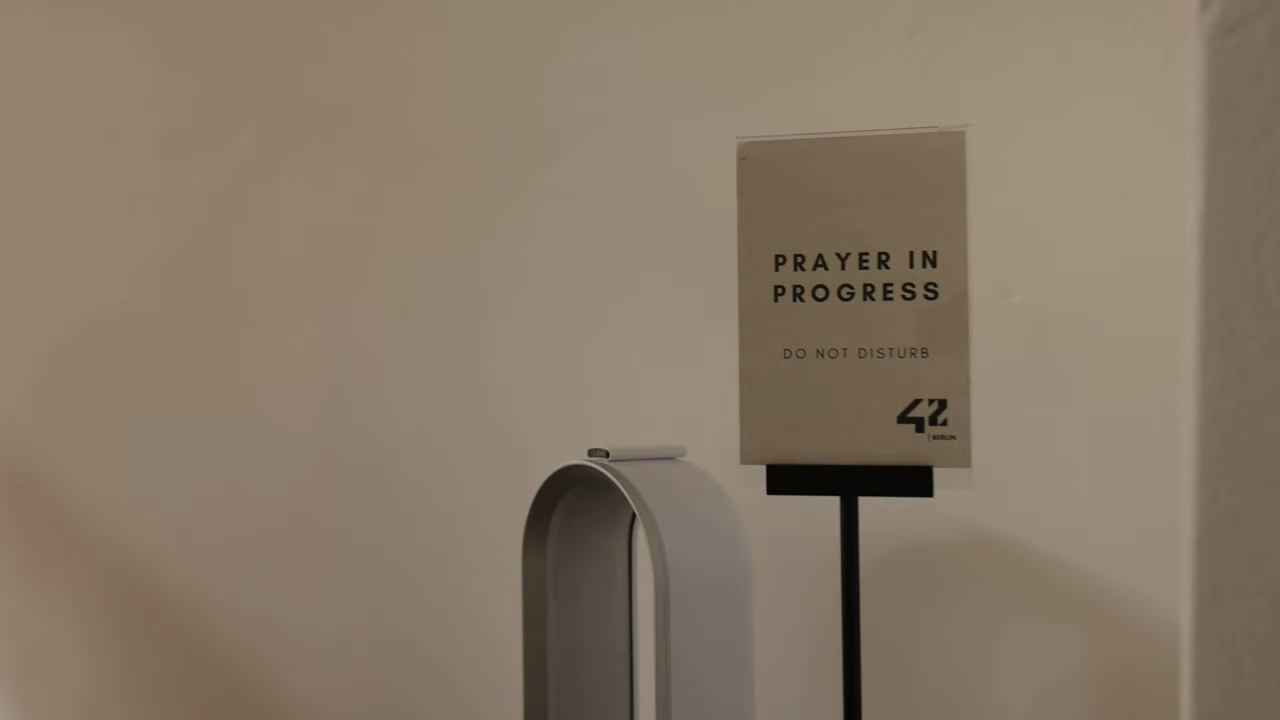 PRAYER IN
PROGRESS
DO NOT DISTURB
42
BERLIN